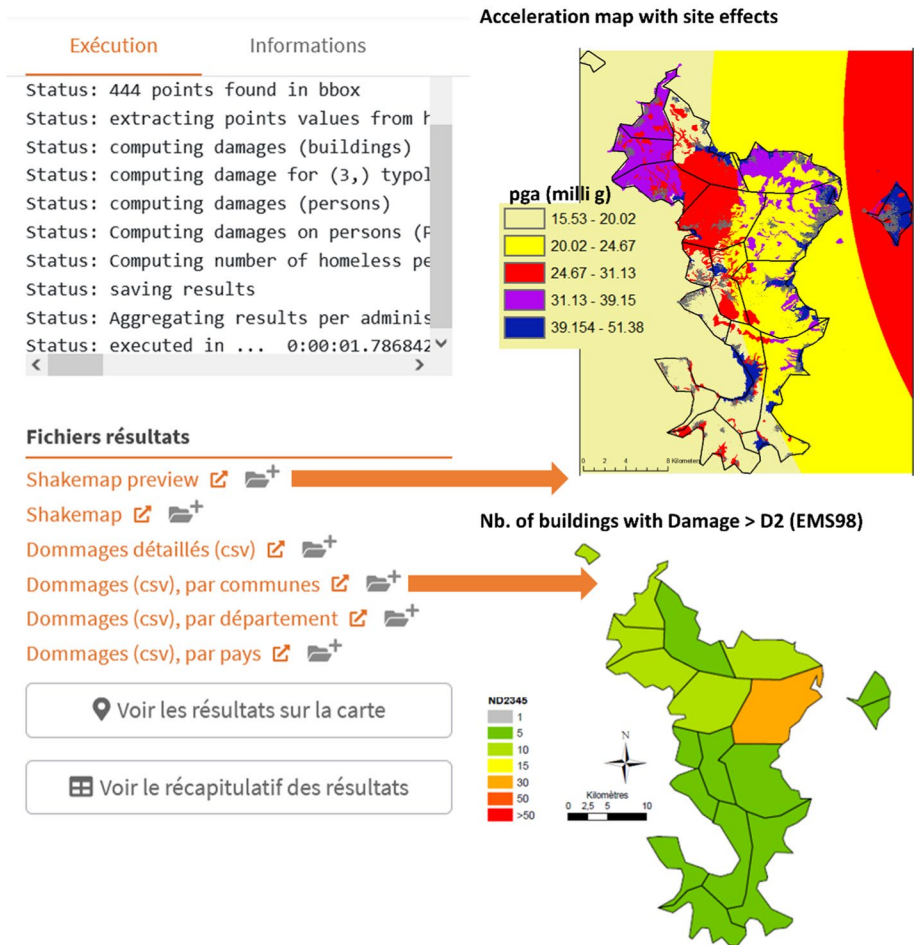 Acceleration map with site effects
Exécution
Informations
Status: 444 points found in bbox
Status: extracting points values from h
Status: computing damages (buildings)
Status: computing damage for (3,) typol
Status: computing damages (persons)
Status: Computing damages on persons (P
Status: Computing number of homeless pe
Status: saving results
Status: Aggregating results per adminis
Status: executed in ... 0:00:01.786842
pga (milli g)
15.53 - 20.02
20.02 - 24.67
24.67 - 31.13
31.13 - 39.15
39.154 - 51.38
0 2 4 8 Kilometers
Fichiers résultats
Shakemap preview
Shakemap
Dommages détaillés (csv)
Dommages (csv), par communes
Dommages (csv), par département
Dommages (csv), par pays
Voir les résultats sur la carte
Voir le récapitulatif des résultats
Nb. of buildings with Damage > D2 (EMS98)
ND2345
1
5
10
15
30
50
>50
N
Kilomètres
0 2,5 5 10